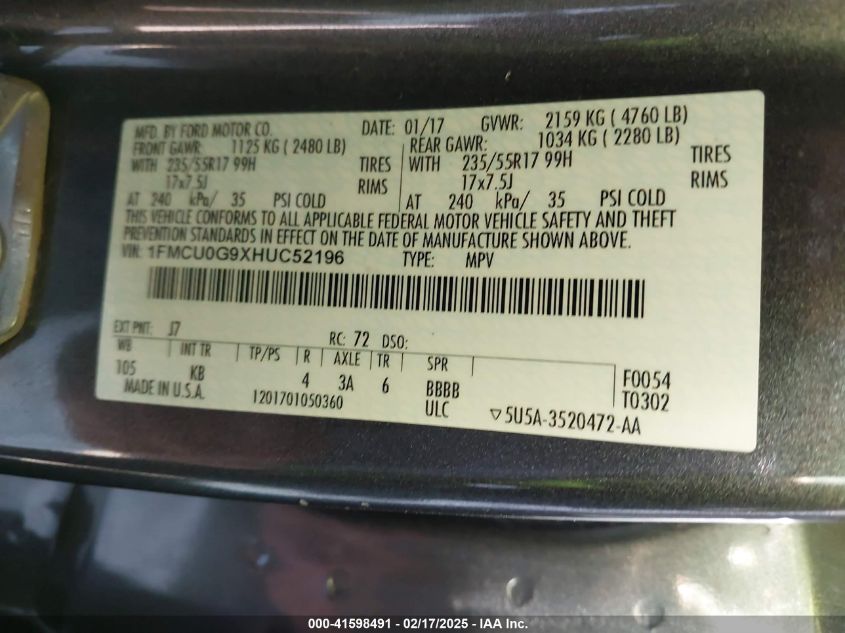 MFD. BY FORD MOTOR CO. DATE: 01/17 GVWR: 2159 KG ( 4760 LB)
FRONT GAWR: 1125 KG ( 2480 LB) REAR GAWR: 1034 KG ( 2280 LB)
WITH 235/55R17 99H TIRES WITH 235/55R17 99H TIRES
17x7.5J RIMS 17x7.5J RIMS
AT 240 kPa/ 35 PSI COLD AT 240 kPa/ 35 PSI COLD
THIS VEHICLE CONFORMS TO ALL APPLICABLE FEDERAL MOTOR VEHICLE SAFETY AND THEFT
PREVENTION STANDARDS IN EFFECT ON THE DATE OF MANUFACTURE SHOWN ABOVE.
VIN: 1FMCU0G9XHUC52196 TYPE: MPV
EXT PNT: J7 RC: 72 DSO:
WB INT TR TP/PS R AXLE TR SPR
105 KB 4 3A 6 BBBB F0054
MADE IN U.S.A. 1201701050360 ULC T0302
▽5U5A-3520472-AA
000-41598491 - 02/17/2025 - IAA Inc.